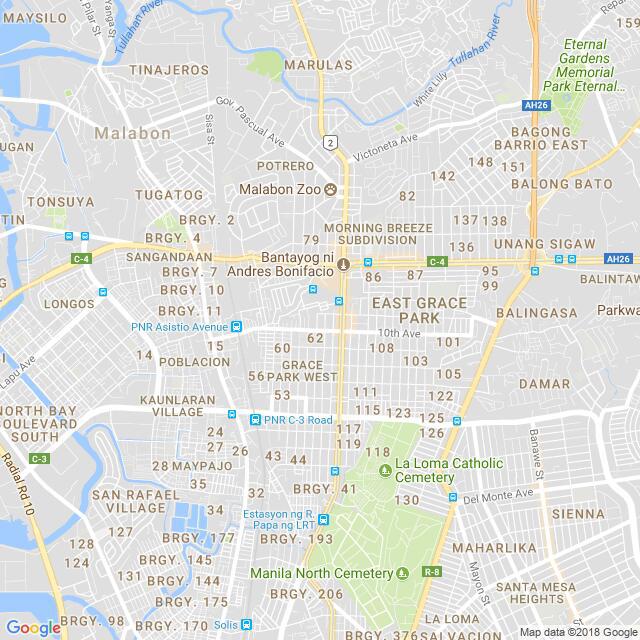 MAYSILO
Pilar St
Yanga St
Tullahan River
Tullahan River
Repar
159
TINAJEROS
MARULAS
White Lily
Eternal
Gardens
Memorial
Park Eternal...
AH26
Gov. Pascual Ave
Sisa St
Malabon
2
Victoneta Ave
BAGONG
BARRIO EAST
UGAN
POTRERO
142
148
151
Malabon Zoo
82
BALONG BATO
TONSUYA
TUGATOG
BRGY. 2
TIN
BRGY. 4
79
MORNING BREEZE
SUBDIVISION
137
138
136
UNANG SIGAW
C-4
SANGANDAAN
Bantayog ni
Andres Bonifacio
C-4
AH26
BRGY. 7
86
87
95
99
BALINTAW
LONGOS
BRGY. 10
BRGY. 11
EAST GRACE
PARK
BALINGASA
Parkwa
PNR Asistio Avenue
15
62
10th Ave
14
60
108
101
Lapu Ave
POBLACION
GRACE
PARK WEST
103
105
56
53
111
122
DAMAR
KAUNLARAN
VILLAGE
NORTH BAY
BOULEVARD
SOUTH
PNR C-3 Road
115
123
125
24
117
126
27
26
119
118
C-3
Radial Rd 10
28
MAYPAJO
43
44
La Loma Catholic
Cemetery
Banawe St
35
32
BRGY. 41
130
Del Monte Ave
SAN RAFAEL
VILLAGE
34
Estasyon ng R.
Papa ng LRT
SIENNA
127
BRGY. 177
BRGY. 193
BRGY. 145
MAHARLIKA
BRGY. 144
Manila North Cemetery
R-8
Mayon St
SANTA MESA
HEIGHTS
BRGY. 175
BRGY. 206
BRGY. 98
BRGY. 170
Solis
BRGY. 376
LA LOMA
SALVACION
Google
Map data ©2018 Google